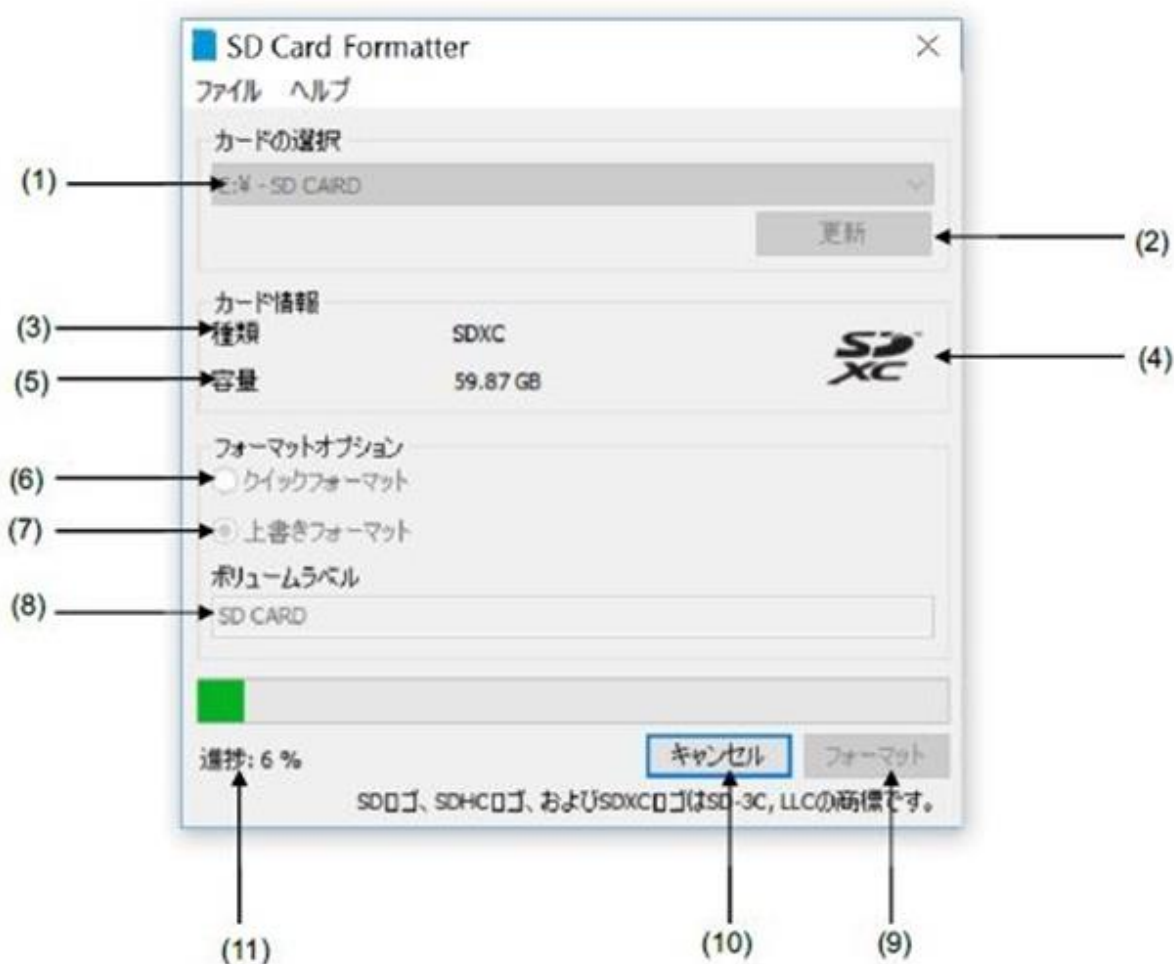 SD Card Formatter
ファイル ヘルプ
カードの選択
(1)
E:¥ - SD CARD
更新
(2)
カード情報
(3)
種類 SDXC
SD XC
(4)
(5)
容量 59.87 GB
フォーマットオプション
(6)
クイックフォーマット
(7)
上書きフォーマット
ボリュームラベル
(8)
SD CARD
進捗: 6 %
キャンセル フォーマット
SDロゴ、SDHCロゴ、およびSDXCロゴはSD-3C, LLCの商標です。
(11) (10) (9)